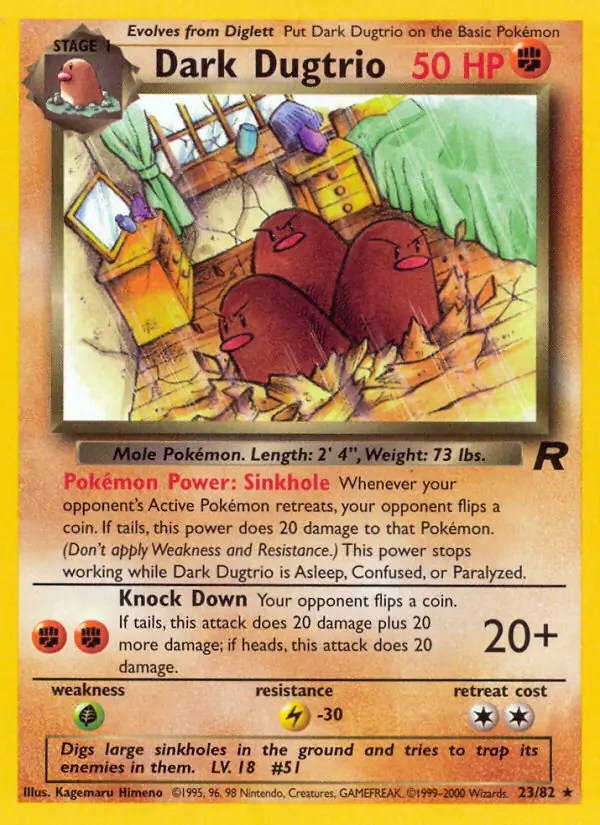 Evolves from Diglett Put Dark Dugtrio on the Basic Pokémon
STAGE 1
Dark Dugtrio 50 HP
Mole Pokémon. Length: 2' 4", Weight: 73 lbs.
R
Pokémon Power: Sinkhole Whenever your
opponent's Active Pokémon retreats, your opponent flips a
coin. If tails, this power does 20 damage to that Pokémon.
(Don't apply Weakness and Resistance.) This power stops
working while Dark Dugtrio is Asleep, Confused, or Paralyzed.
Knock Down Your opponent flips a coin.
If tails, this attack does 20 damage plus 20
more damage; if heads, this attack does 20
damage.
20+
weakness resistance retreat cost
-30
Digs large sinkholes in the ground and tries to trap its
enemies in them. LV. 18 #51
Illus. Kagemaru Himeno ©1995, 96, 98 Nintendo, Creatures, GAMEFREAK. ©1999-2000 Wizards. 23/82 ★